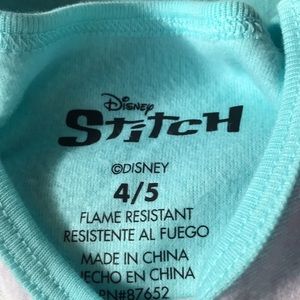 Disney
STITCH
©DISNEY
4/5
FLAME RESISTANT
RESISTENTE AL FUEGO
MADE IN CHINA
HECHO EN CHINA
RN#87652